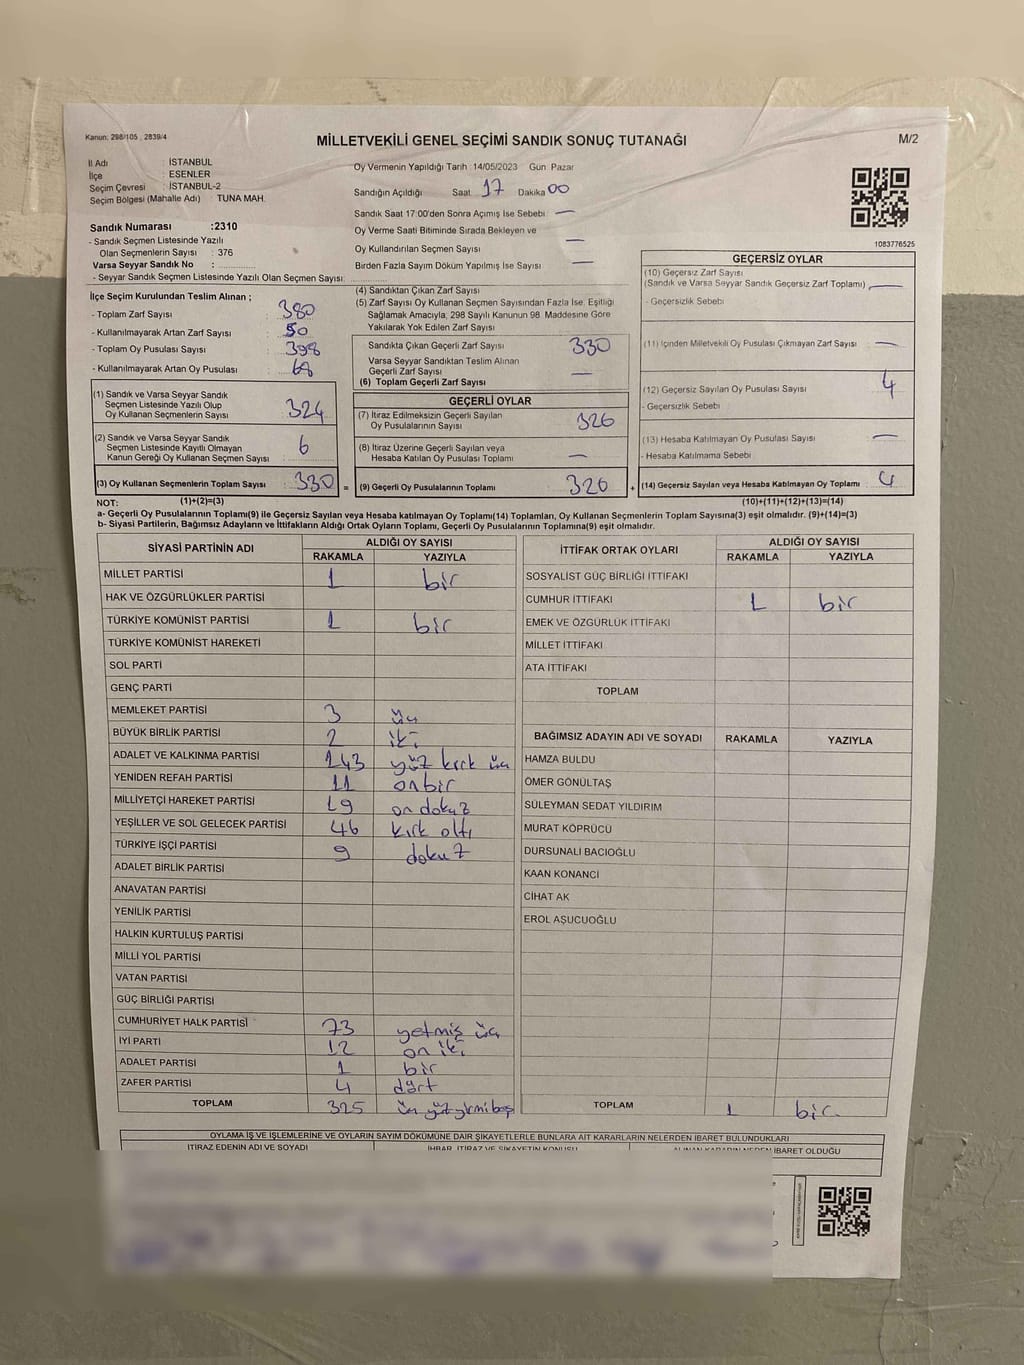 Kanun: 298/105 , 2839/4
MİLLETVEKİLİ GENEL SEÇİMİ SANDIK SONUÇ TUTANAĞI
M/2
İl Adı : İSTANBUL
İlçe : ESENLER
Seçim Çevresi : İSTANBUL-2
Seçim Bölgesi (Mahalle Adı) : TUNA MAH.
Sandık Numarası :2310
- Sandık Seçmen Listesinde Yazılı
Olan Seçmenlerin Sayısı : 376
Varsa Seyyar Sandık No :
- Seyyar Sandık Seçmen Listesinde Yazılı Olan Seçmen Sayısı:
Oy Vermenin Yapıldığı Tarih : 14/05/2023 Gün Pazar
Sandığın Açıldığı Saat 17 Dakika 00
Sandık Saat 17:00'den Sonra Açımış İse Sebebi : —
Oy Verme Saati Bitiminde Sırada Bekleyen ve
Oy Kullandırılan Seçmen Sayısı —
Birden Fazla Sayım Döküm Yapılmış İse Sayısı —
1083776525
İlçe Seçim Kurulundan Teslim Alınan ;
- Toplam Zarf Sayısı : 380
- Kullanılmayarak Artan Zarf Sayısı : 50
- Toplam Oy Pusulası Sayısı : 398
- Kullanılmayarak Artan Oy Pusulası : 68
(4) Sandıktan Çıkan Zarf Sayısı
(5) Zarf Sayısı Oy Kullanan Seçmen Sayısından Fazla İse, Eşitliği
Sağlamak Amacıyla, 298 Sayılı Kanunun 98. Maddesine Göre
Yakılarak Yok Edilen Zarf Sayısı
Sandıkta Çıkan Geçerli Zarf Sayısı 330
Varsa Seyyar Sandıktan Teslim Alınan
Geçerli Zarf Sayısı —
(6) Toplam Geçerli Zarf Sayısı
GEÇERSİZ OYLAR
(10) Geçersiz Zarf Sayısı
(Sandık ve Varsa Seyyar Sandık Geçersiz Zarf Toplamı) —
- Geçersizlik Sebebi
(11) İçinden Milletvekili Oy Pusulası Çıkmayan Zarf Sayısı —
(12) Geçersiz Sayılan Oy Pusulası Sayısı 4
- Geçersizlik Sebebi
(13) Hesaba Katılmayan Oy Pusulası Sayısı —
- Hesaba Katılmama Sebebi
(14) Geçersiz Sayılan veya Hesaba Katılmayan Oy Toplamı 4
(1) Sandık ve Varsa Seyyar Sandık
Seçmen Listesinde Yazılı Olup
Oy Kullanan Seçmenlerin Sayısı 324
(2) Sandık ve Varsa Seyyar Sandık
Seçmen Listesinde Kayıtlı Olmayan
Kanun Gereği Oy Kullanan Seçmen Sayısı 6
(3) Oy Kullanan Seçmenlerin Toplam Sayısı : 330 =
GEÇERLİ OYLAR
(7) İtiraz Edilmeksizin Geçerli Sayılan
Oy Pusulalarının Sayısı 326
(8) İtiraz Üzerine Geçerli Sayılan veya
Hesaba Katılan Oy Pusulası Toplamı —
(9) Geçerli Oy Pusulalarının Toplamı 326 +
NOT: (1)+(2)=(3) (10)+(11)+(12)+(13)=(14)
a- Geçerli Oy Pusulalarının Toplamı(9) ile Geçersiz Sayılan veya Hesaba katılmayan Oy Toplamı(14) Toplamları, Oy Kullanan Seçmenlerin Toplam Sayısına(3) eşit olmalıdır. (9)+(14)=(3)
b- Siyasi Partilerin, Bağımsız Adayların ve İttifakların Aldığı Ortak Oyların Toplamı, Geçerli Oy Pusulalarının Toplamına(9) eşit olmalıdır.
SİYASİ PARTİNİN ADI ALDIĞI OY SAYISI
RAKAMLA YAZIYLA
MİLLET PARTİSİ 1 bir
HAK VE ÖZGÜRLÜKLER PARTİSİ
TÜRKİYE KOMÜNİST PARTİSİ 1 bir
TÜRKİYE KOMÜNİST HAREKETİ
SOL PARTİ
GENÇ PARTİ
MEMLEKET PARTİSİ 3 üç
BÜYÜK BİRLİK PARTİSİ 2 iki
ADALET VE KALKINMA PARTİSİ 143 yüz kırk üç
YENİDEN REFAH PARTİSİ 11 onbir
MİLLİYETÇİ HAREKET PARTİSİ 19 on dokuz
YEŞİLLER VE SOL GELECEK PARTİSİ 46 kırk altı
TÜRKİYE İŞÇİ PARTİSİ 9 dokuz
ADALET BİRLİK PARTİSİ
ANAVATAN PARTİSİ
YENİLİK PARTİSİ
HALKIN KURTULUŞ PARTİSİ
MİLLİ YOL PARTİSİ
VATAN PARTİSİ
GÜÇ BİRLİĞİ PARTİSİ
CUMHURİYET HALK PARTİSİ 73 yetmiş üç
İYİ PARTİ 12 on iki
ADALET PARTİSİ 1 bir
ZAFER PARTİSİ 4 dört
TOPLAM 325 üç yüz yirmi beş
İTTİFAK ORTAK OYLARI ALDIĞI OY SAYISI
RAKAMLA YAZIYLA
SOSYALİST GÜÇ BİRLİĞİ İTTİFAKI
CUMHUR İTTİFAKI 1 bir
EMEK VE ÖZGÜRLÜK İTTİFAKI
MİLLET İTTİFAKI
ATA İTTİFAKI
TOPLAM
BAĞIMSIZ ADAYIN ADI VE SOYADI RAKAMLA YAZIYLA
HAMZA BULDU
ÖMER GÖNÜLTAŞ
SÜLEYMAN SEDAT YILDIRIM
MURAT KÖPRÜCÜ
DURSUNALİ BACIOĞLU
KAAN KONANCİ
CİHAT AK
EROL AŞUCUOĞLU
TOPLAM 1 bir
OYLAMA İŞ VE İŞLEMLERİNE VE OYLARIN SAYIM DÖKÜMÜNE DAİR ŞİKAYETLERLE BUNLARA AİT KARARLARIN NELERDEN İBARET BULUNDUKLARI
İTİRAZ EDENİN ADI VE SOYADI İHBAR, İTİRAZ VE ŞİKAYETİN KONUSU ALINAN KARARIN NEDEN İBARET OLDUĞU